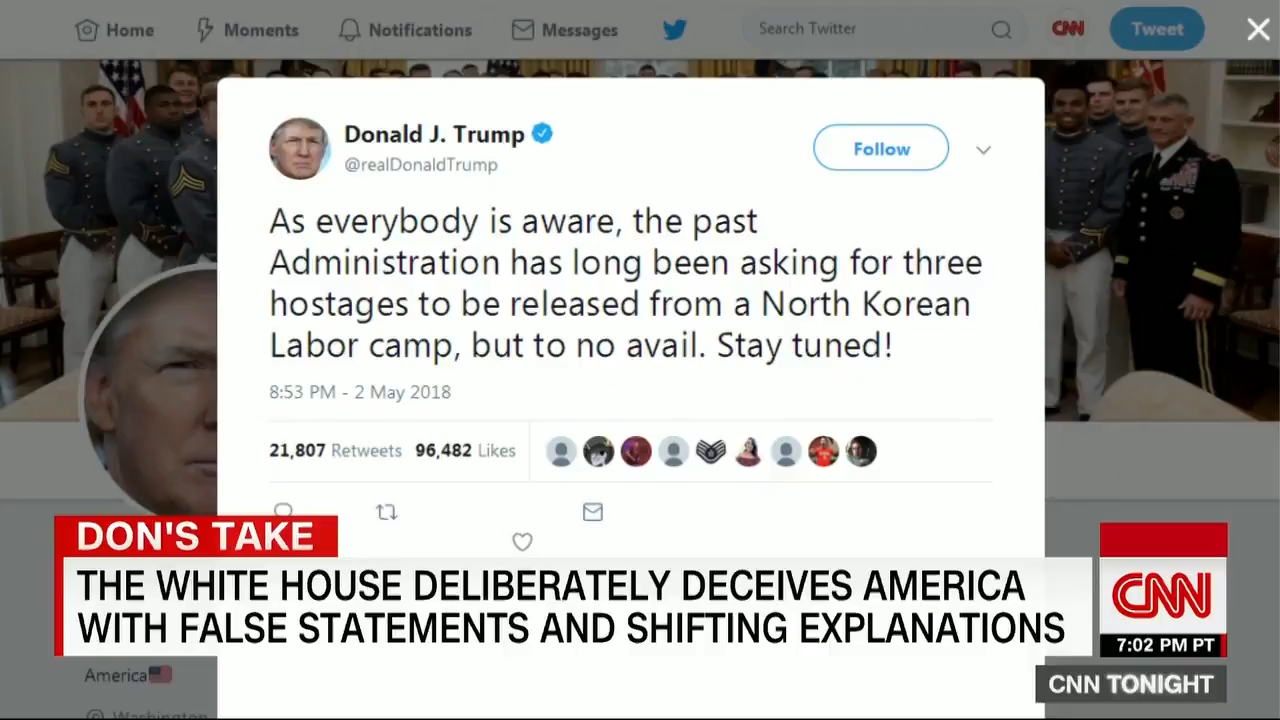 Home
Moments
Notifications
Messages
Search Twitter
CNN
Tweet
Donald J. Trump
@realDonaldTrump
Follow
As everybody is aware, the past
Administration has long been asking for three
hostages to be released from a North Korean
Labor camp, but to no avail. Stay tuned!
8:53 PM - 2 May 2018
21,807 Retweets 96,482 Likes
DON'S TAKE
THE WHITE HOUSE DELIBERATELY DECEIVES AMERICA
WITH FALSE STATEMENTS AND SHIFTING EXPLANATIONS
CNN
7:02 PM PT
CNN TONIGHT
America
Washington